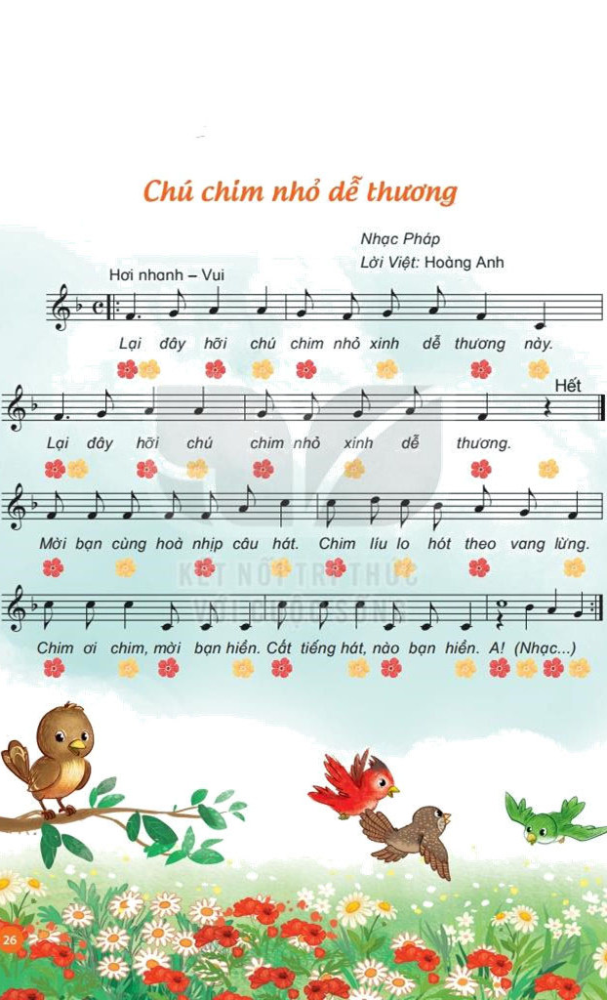 Chú chim nhỏ dễ thương
Nhạc Pháp
Lời Việt: Hoàng Anh
Hơi nhanh – Vui
Lại đây hỡi chú chim nhỏ xinh dễ thương này.
Hết
Lại đây hỡi chú chim nhỏ xinh dễ thương.
Mời bạn cùng hoà nhịp câu hát. Chim líu lo hót theo vang lừng.
KẾT NỐI TRI THỨC
VỚI CUỘC SỐNG
Chim ơi chim, mời bạn hiền. Cất tiếng hát, nào bạn hiền. A! (Nhạc...)
26